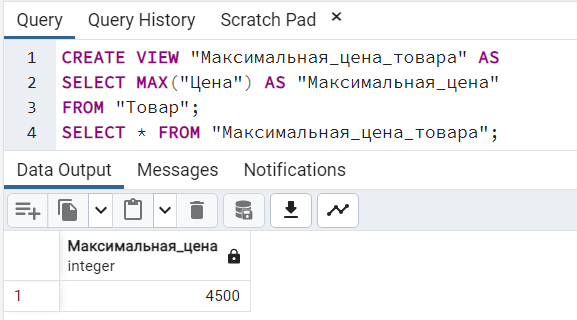 Query Query History Scratch Pad ×
1 CREATE VIEW "Максимальная_цена_товара" AS
2 SELECT MAX("Цена") AS "Максимальная_цена"
3 FROM "Товар";
4 SELECT * FROM "Максимальная_цена_товара";
Data Output Messages Notifications
Максимальная_цена
integer
1 4500